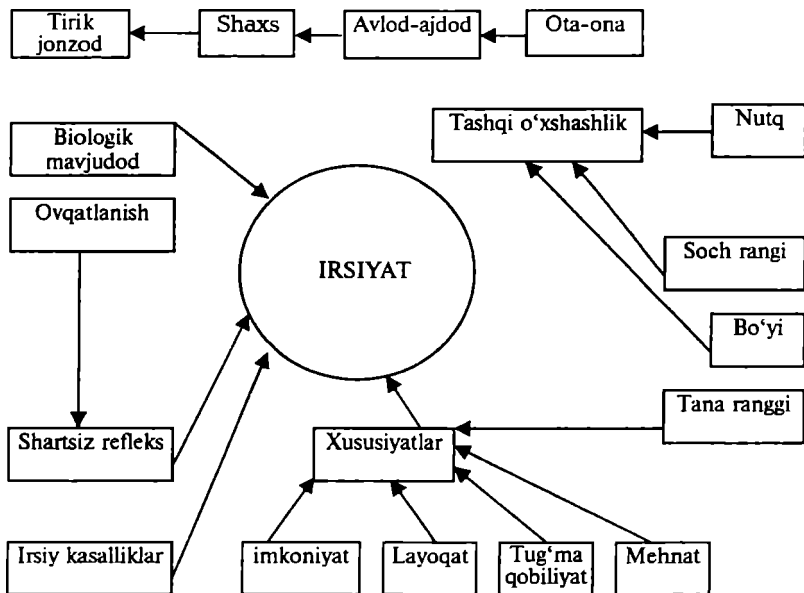 Tirik
jonzod
Shaxs
Avlod-ajdod
Ota-ona
Biologik
mavjudod
Tashqi o‘xshashlik
Nutq
Ovqatlanish
IRSIYAT
Soch rangi
Bo‘yi
Tana ranggi
Shartsiz refleks
Xususiyatlar
Irsiy kasalliklar
imkoniyat
Layoqat
Tug‘ma
qobiliyat
Mehnat